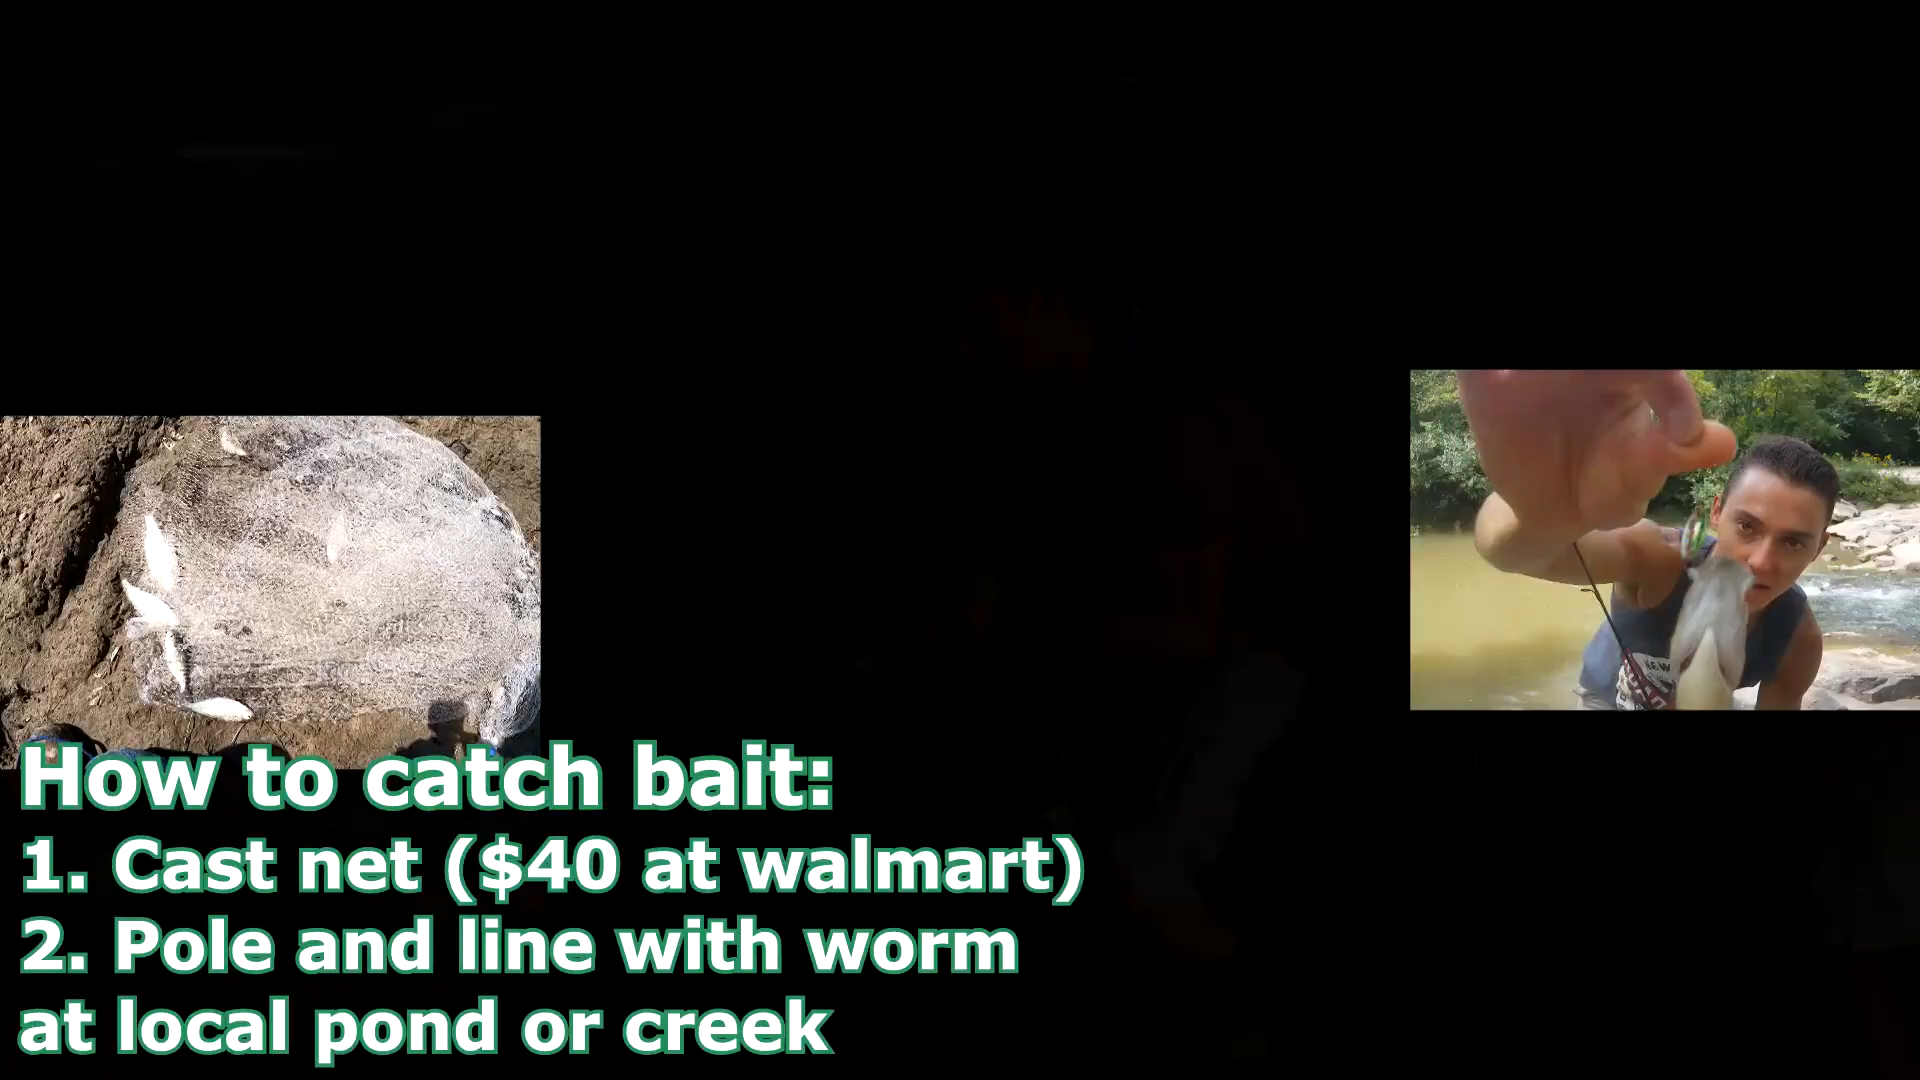 How to catch bait:
1. Cast net ($40 at walmart)
2. Pole and line with worm
at local pond or creek